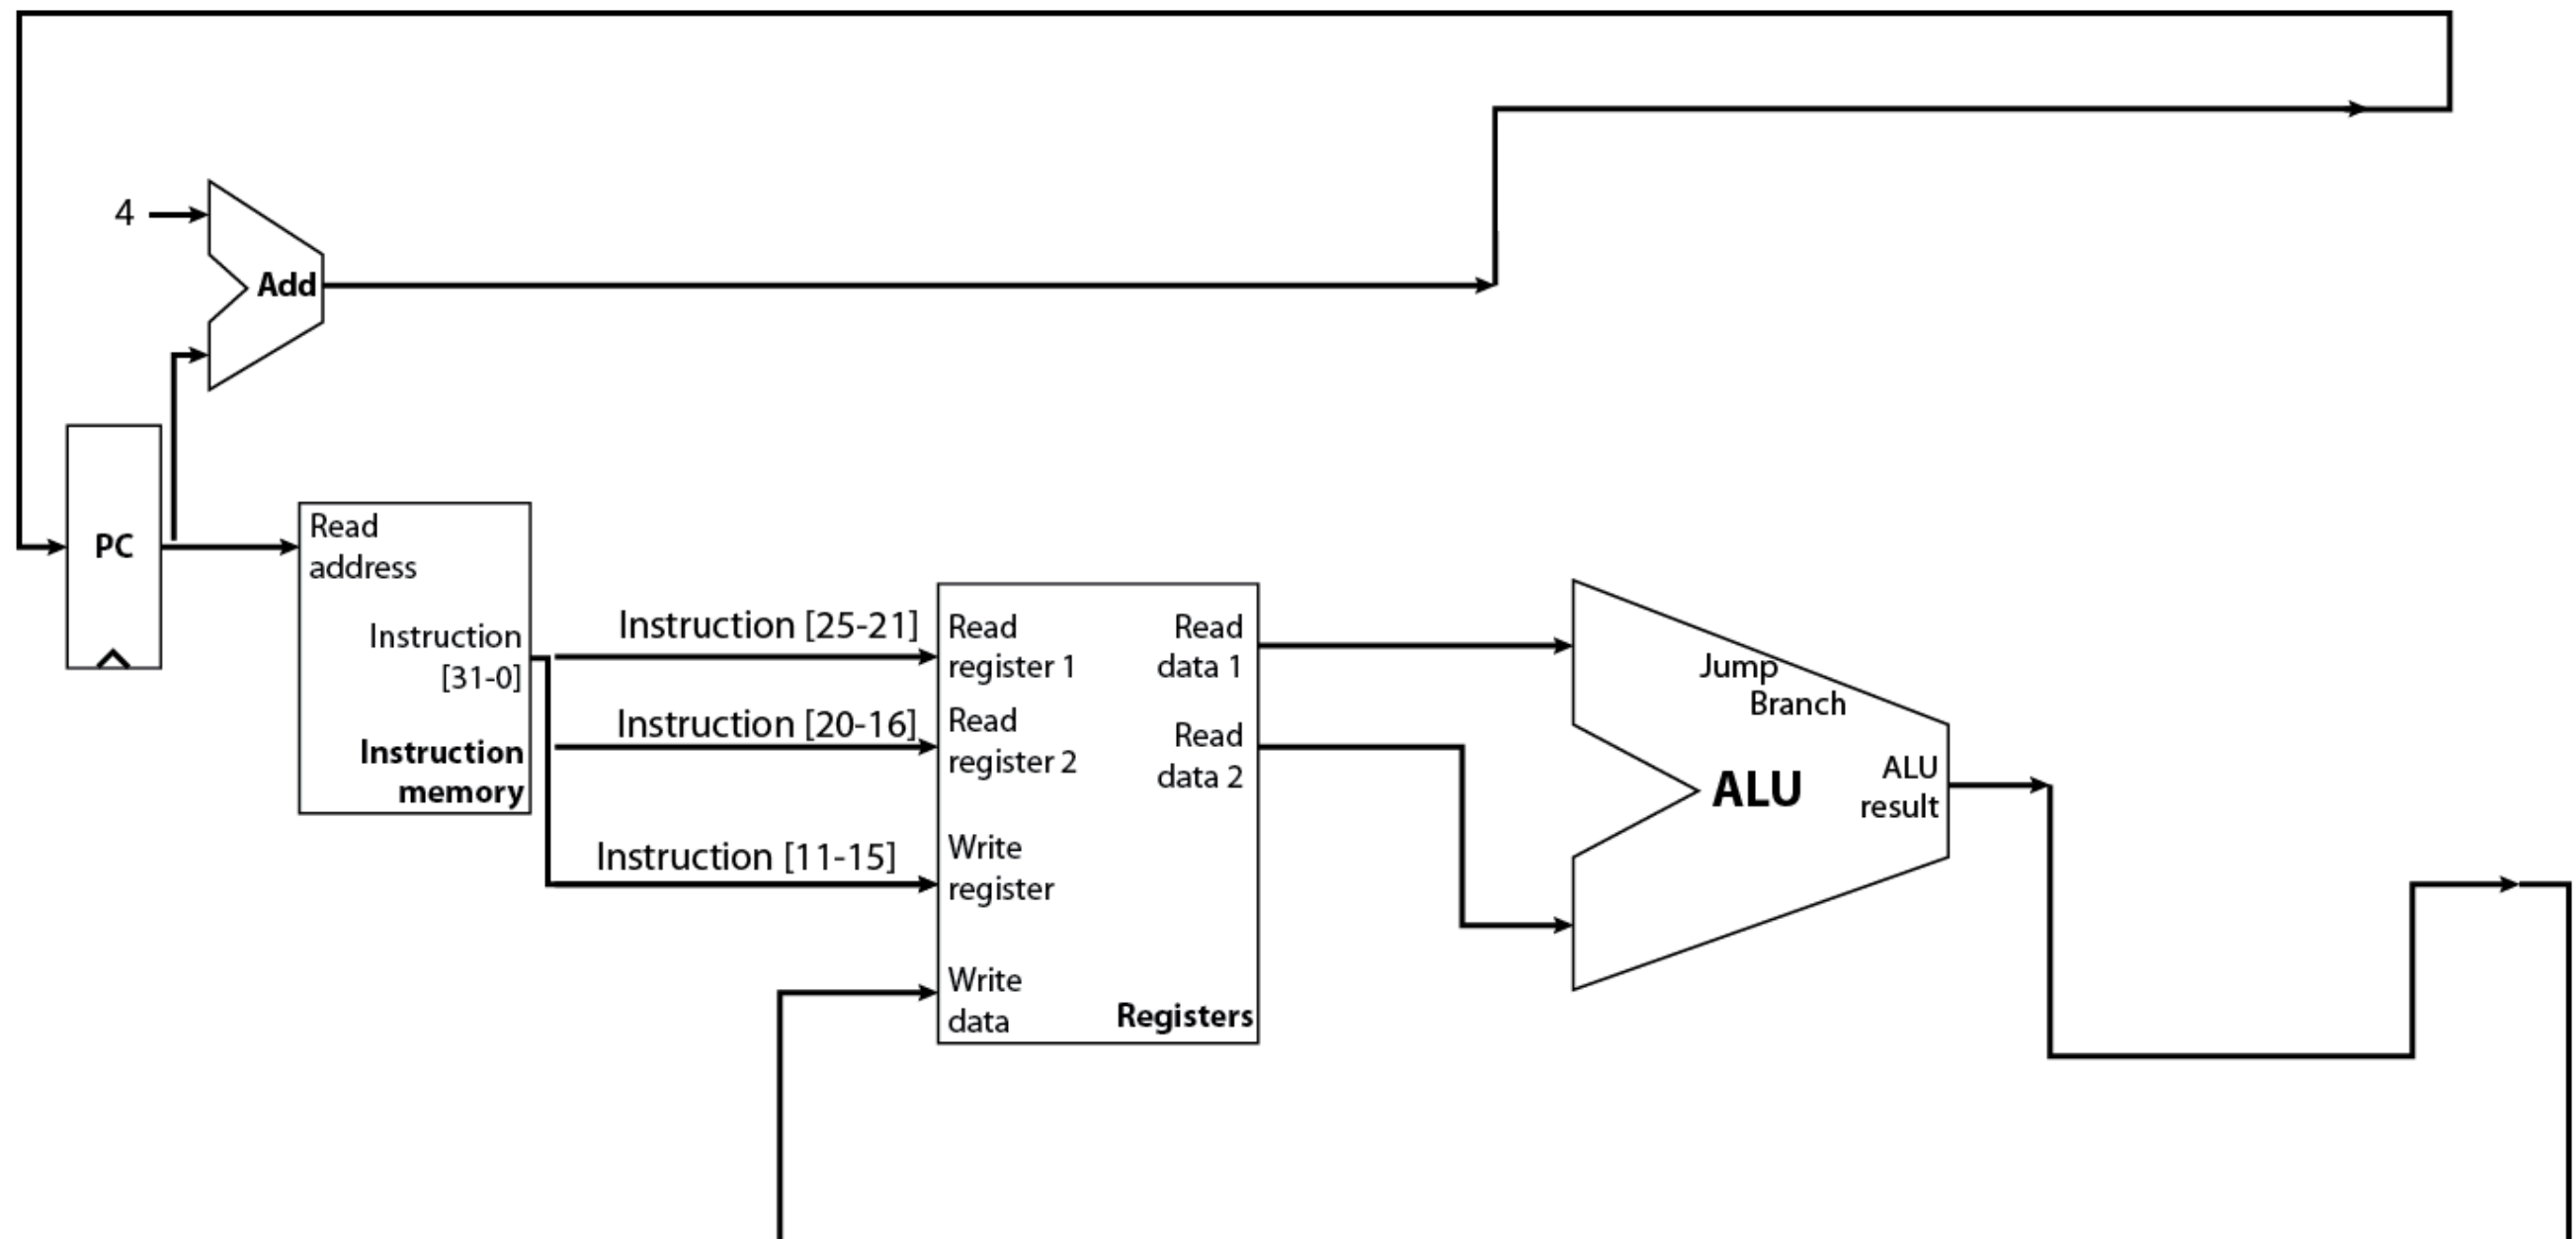 4
Add
PC
Read
address
Instruction
[31-0]
Instruction
memory
Instruction [25-21]
Instruction [20-16]
Instruction [11-15]
Read
register 1
Read
register 2
Write
register
Write
data
Read
data 1
Read
data 2
Registers
Jump
Branch
ALU
ALU
result